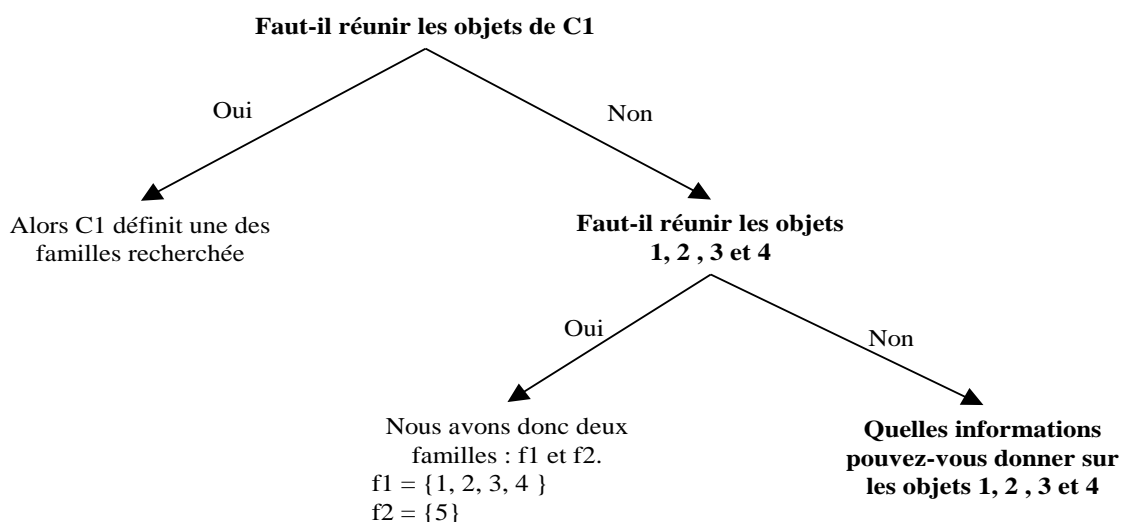 Faut-il réunir les objets de C1
Oui
Non
Alors C1 définit une des
familles recherchée
Faut-il réunir les objets
1, 2 , 3 et 4
Oui
Non
Nous avons donc deux
familles : f1 et f2.
f1 = {1, 2, 3, 4 }
f2 = {5}
Quelles informations
pouvez-vous donner sur
les objets 1, 2 , 3 et 4